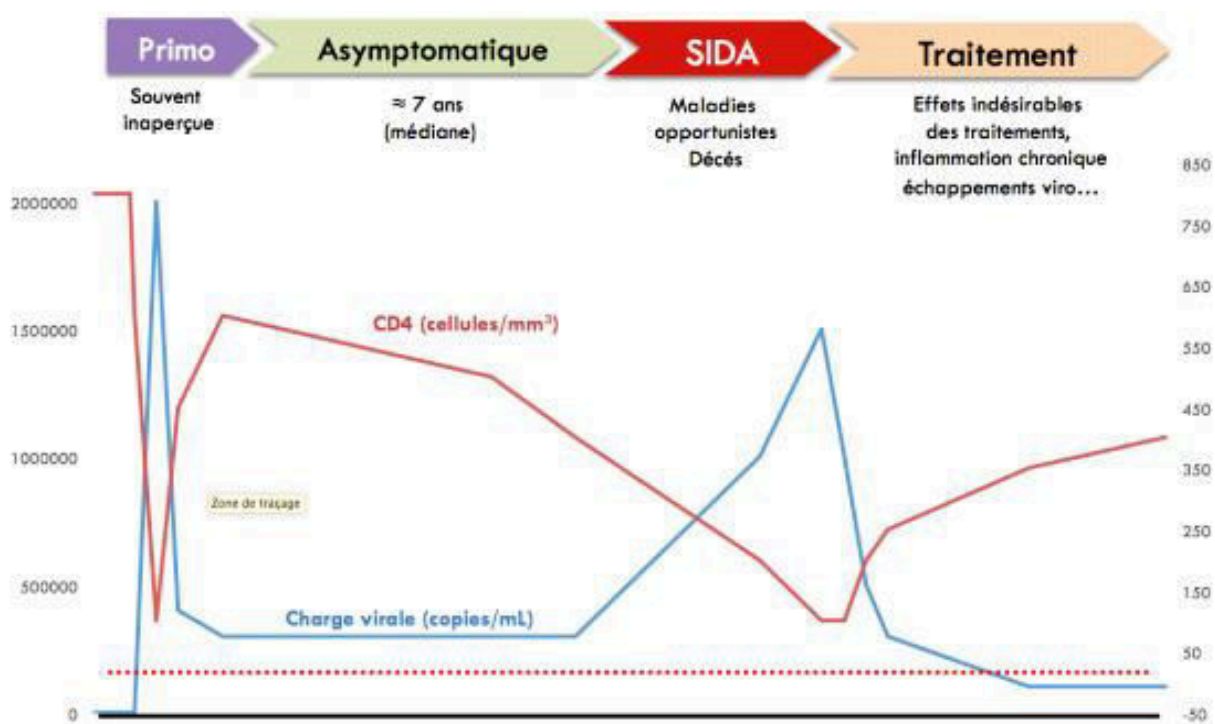 Primo
Asymptomatique
SIDA
Traitement
Souvent
inaperçue
≈ 7 ans
(médiane)
Maladies
opportunistes
Décés
Effets indésirables
des traitements,
inflammation chronique
échappements viro...
2000000
1500000
1000000
500000
0
CD4 (cellules/mm³)
Zone de traçage
Charge virale (copies/mL)
850
750
650
550
450
350
250
150
50
-50